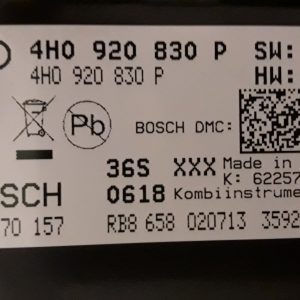 4H0 920 830 P SW:
4H0 920 830 P HW:
Pb BOSCH DMC:
36S XXX Made in
K: 62257
SCH 0618 Kombiinstrume
70 157 RB8 658 020713 3592